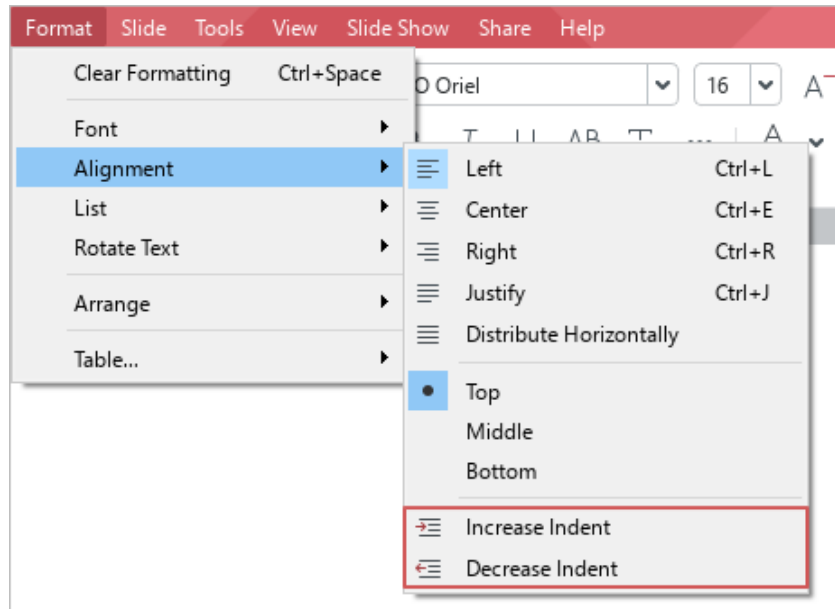 Format Slide Tools View Slide Show Share Help
Clear Formatting Ctrl+Space
O Oriel 16 A
Font
Alignment
List
Rotate Text
Arrange
Table...
Left Ctrl+L
Center Ctrl+E
Right Ctrl+R
Justify Ctrl+J
Distribute Horizontally
Top
Middle
Bottom
Increase Indent
Decrease Indent